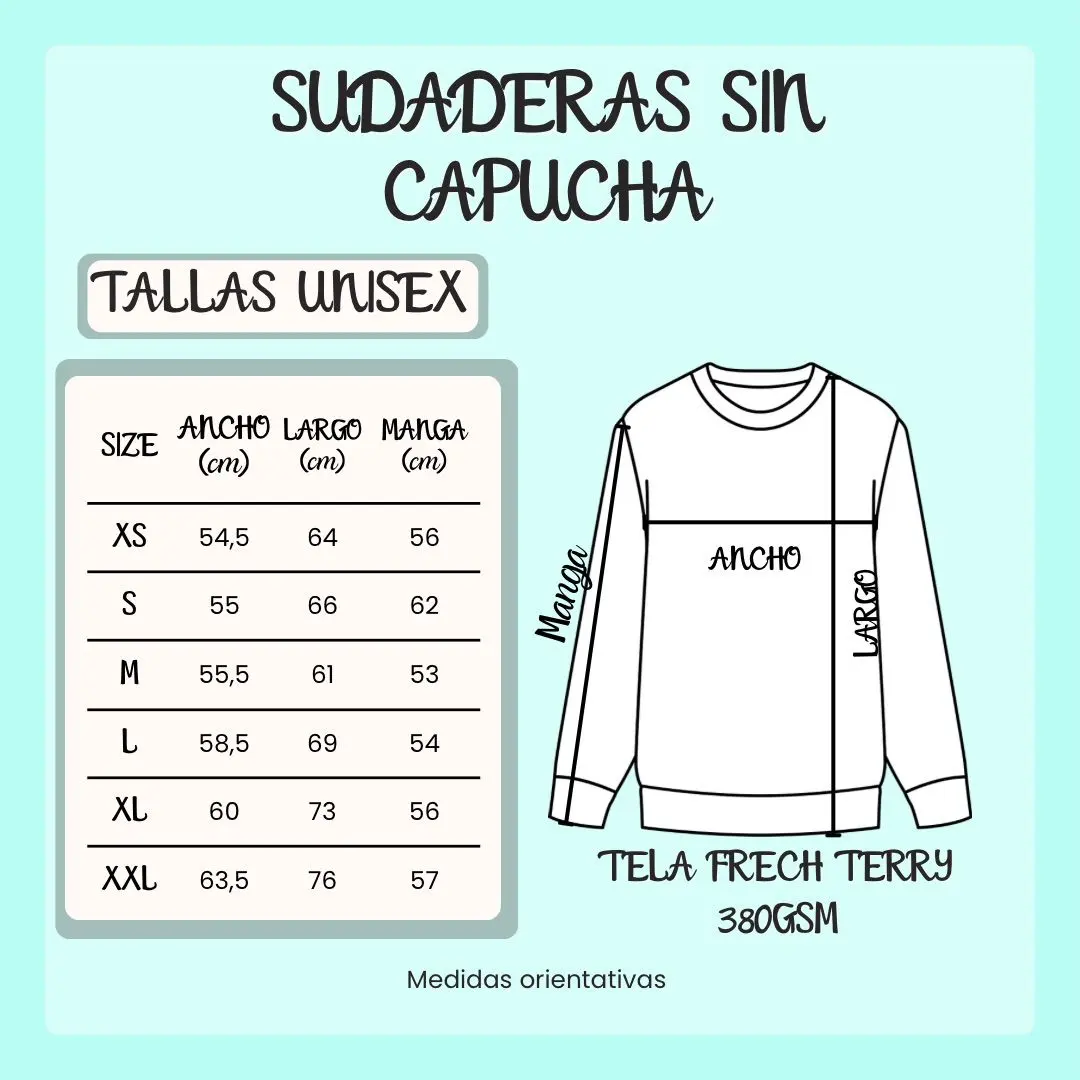 SUDADERAS SIN
CAPUCHA
TALLAS UNISEX
SIZE ANCHO (cm) LARGO (cm) MANGA (cm)
XS 54,5 64 56
S 55 66 62
M 55,5 61 53
L 58,5 69 54
XL 60 73 56
XXL 63,5 76 57
Manga
ANCHO
LARGO
TELA FRECH TERRY
380GSM
Medidas orientativas